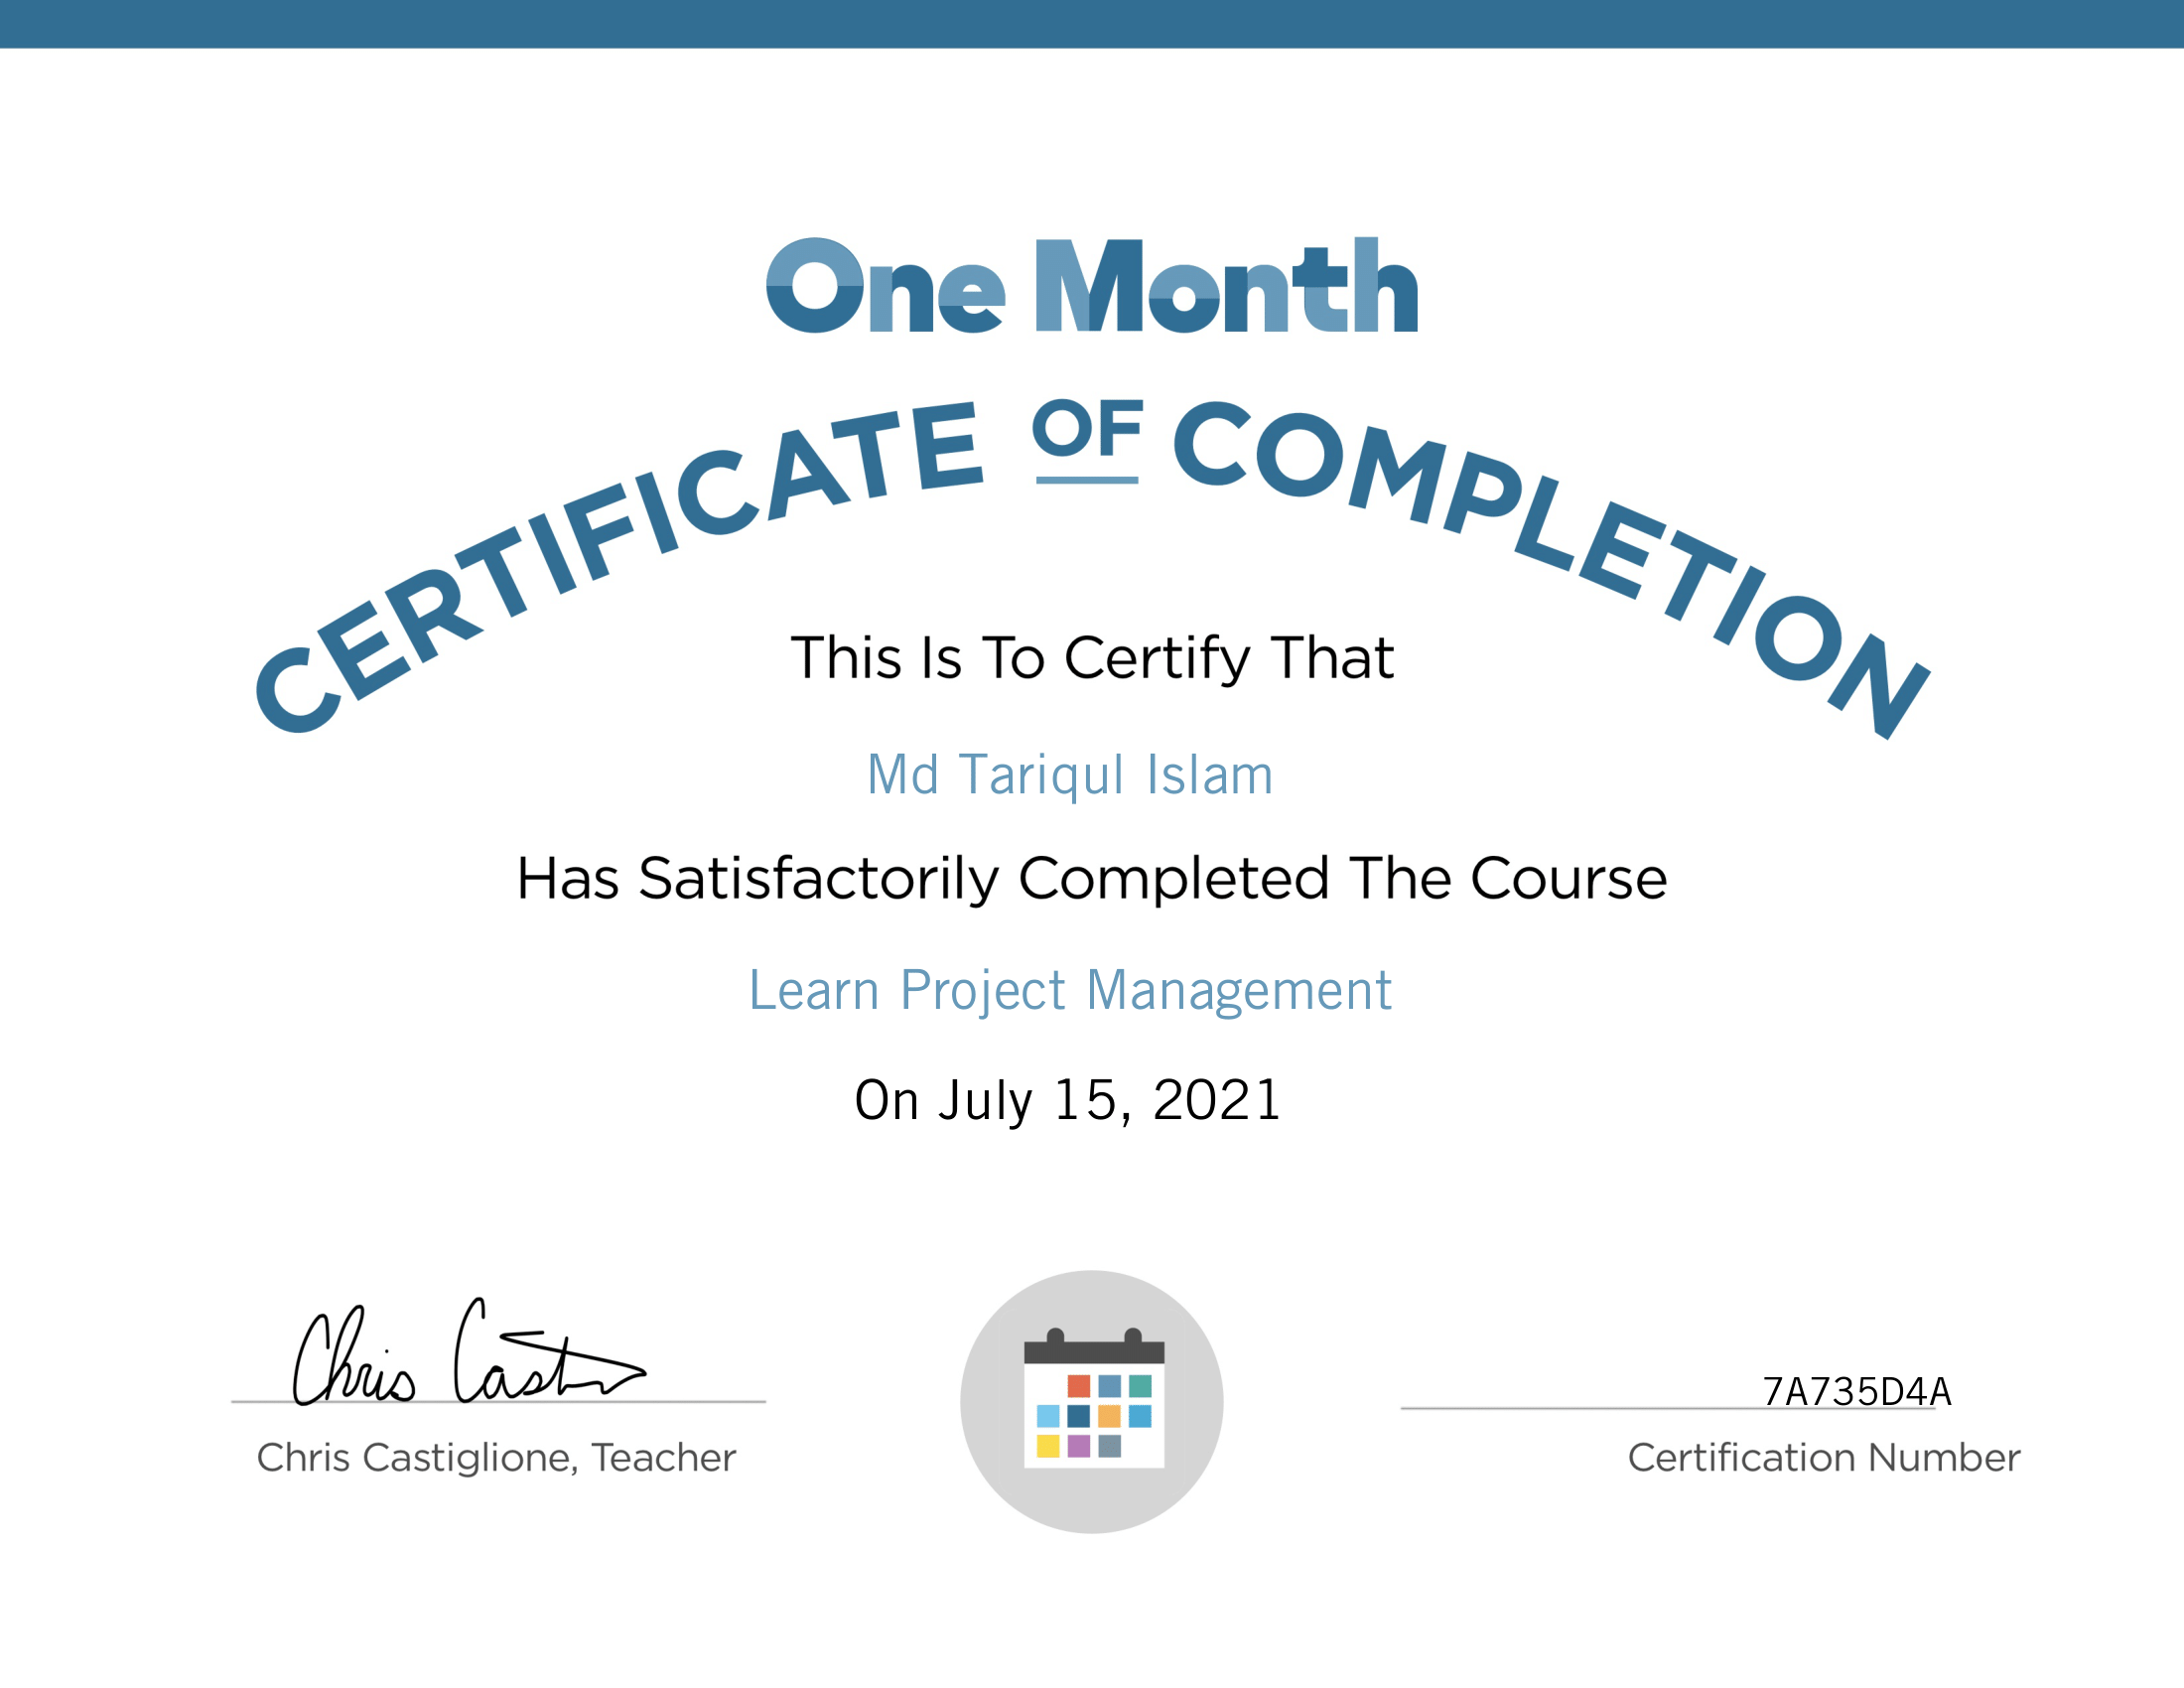 One Month
CERTIFICATE OF COMPLETION
This Is To Certify That
Md Tariqul Islam
Has Satisfactorily Completed The Course
Learn Project Management
On July 15, 2021
Chris Cast
7A735D4A
Chris Castiglione, Teacher
Certification Number